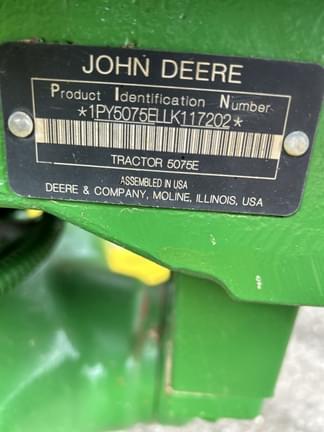 JOHN DEERE
Product Identification Number
*1PY5075ELLK117202*
TRACTOR 5075E
ASSEMBLED IN USA
DEERE & COMPANY, MOLINE, ILLINOIS, USA